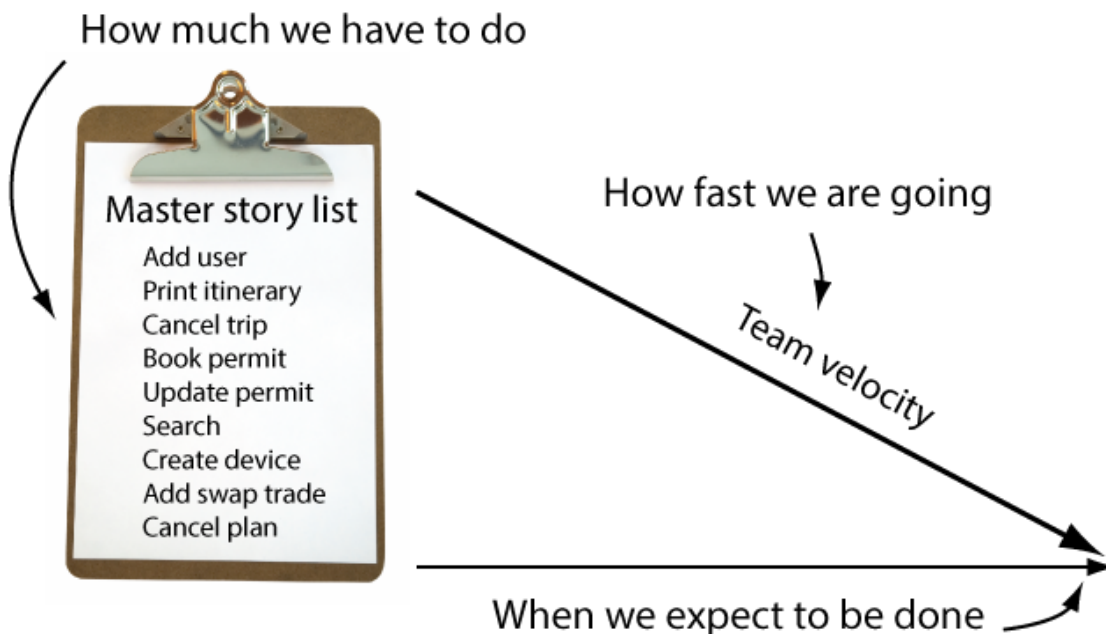 How much we have to do
Master story list
Add user
Print itinerary
Cancel trip
Book permit
Update permit
Search
Create device
Add swap trade
Cancel plan
How fast we are going
Team velocity
When we expect to be done